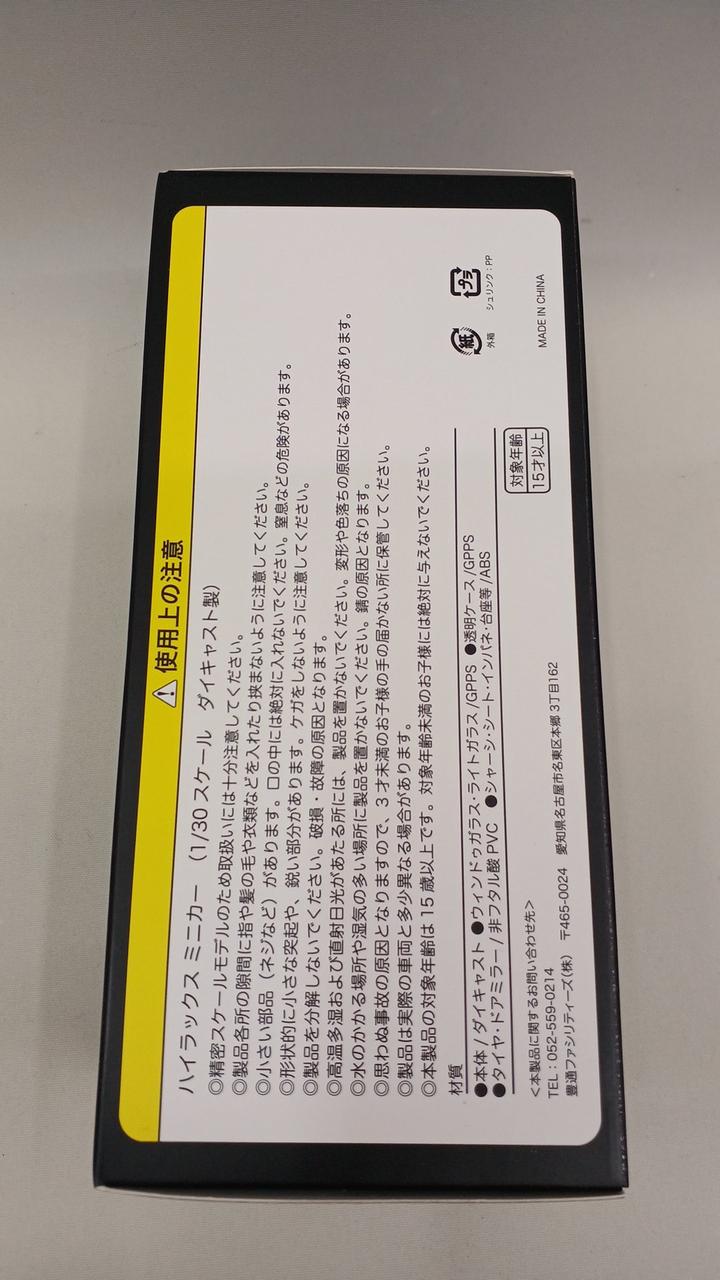 ⚠使用上の注意
ハイラックス ミニカー （1/30 スケール ダイキャスト製）
◎精密スケールモデルのため取扱いには十分注意してください。
◎製品各所の隙間に指や髪の毛や衣類などを入れたり挟まないように注意してください。
◎小さい部品（ネジなど）があります。口の中には絶対に入れないでください。窒息などの危険があります。
◎形状的に小さな突起や、鋭い部分があります。ケガをしないように注意してください。
◎製品を分解しないでください。破損・故障の原因となります。
◎高温多湿および直射日光があたる所には、製品を置かないでください。変形や色落ちの原因になる場合があります。
◎水のかかる場所や湿気の多い場所に製品を置かないでください。錆の原因となります。
◎思わぬ事故の原因となりますので、3 才未満のお子様の手の届かない所に保管してください。
◎製品は実際の車両と多少異なる場合があります。
◎本製品の対象年齢は 15 歳以上です。対象年齢未満のお子様には絶対に与えないでください。
材質
●本体 / ダイキャスト ●ウィンドゥガラス・ライトガラス /GPPS ●透明ケース /GPPS
●タイヤ・ドアミラー / 非フタル酸 PVC ●シャーシ・シート・インパネ・台座等 /ABS
対象年齢
15才以上
<本製品に関するお問い合わせ先>
TEL：052-559-0214
豊通ファシリティーズ（株） 〒465-0024 愛知県名古屋市名東区本郷 3丁目162
紙
外箱
プラ
シュリンク：PP
MADE IN CHINA